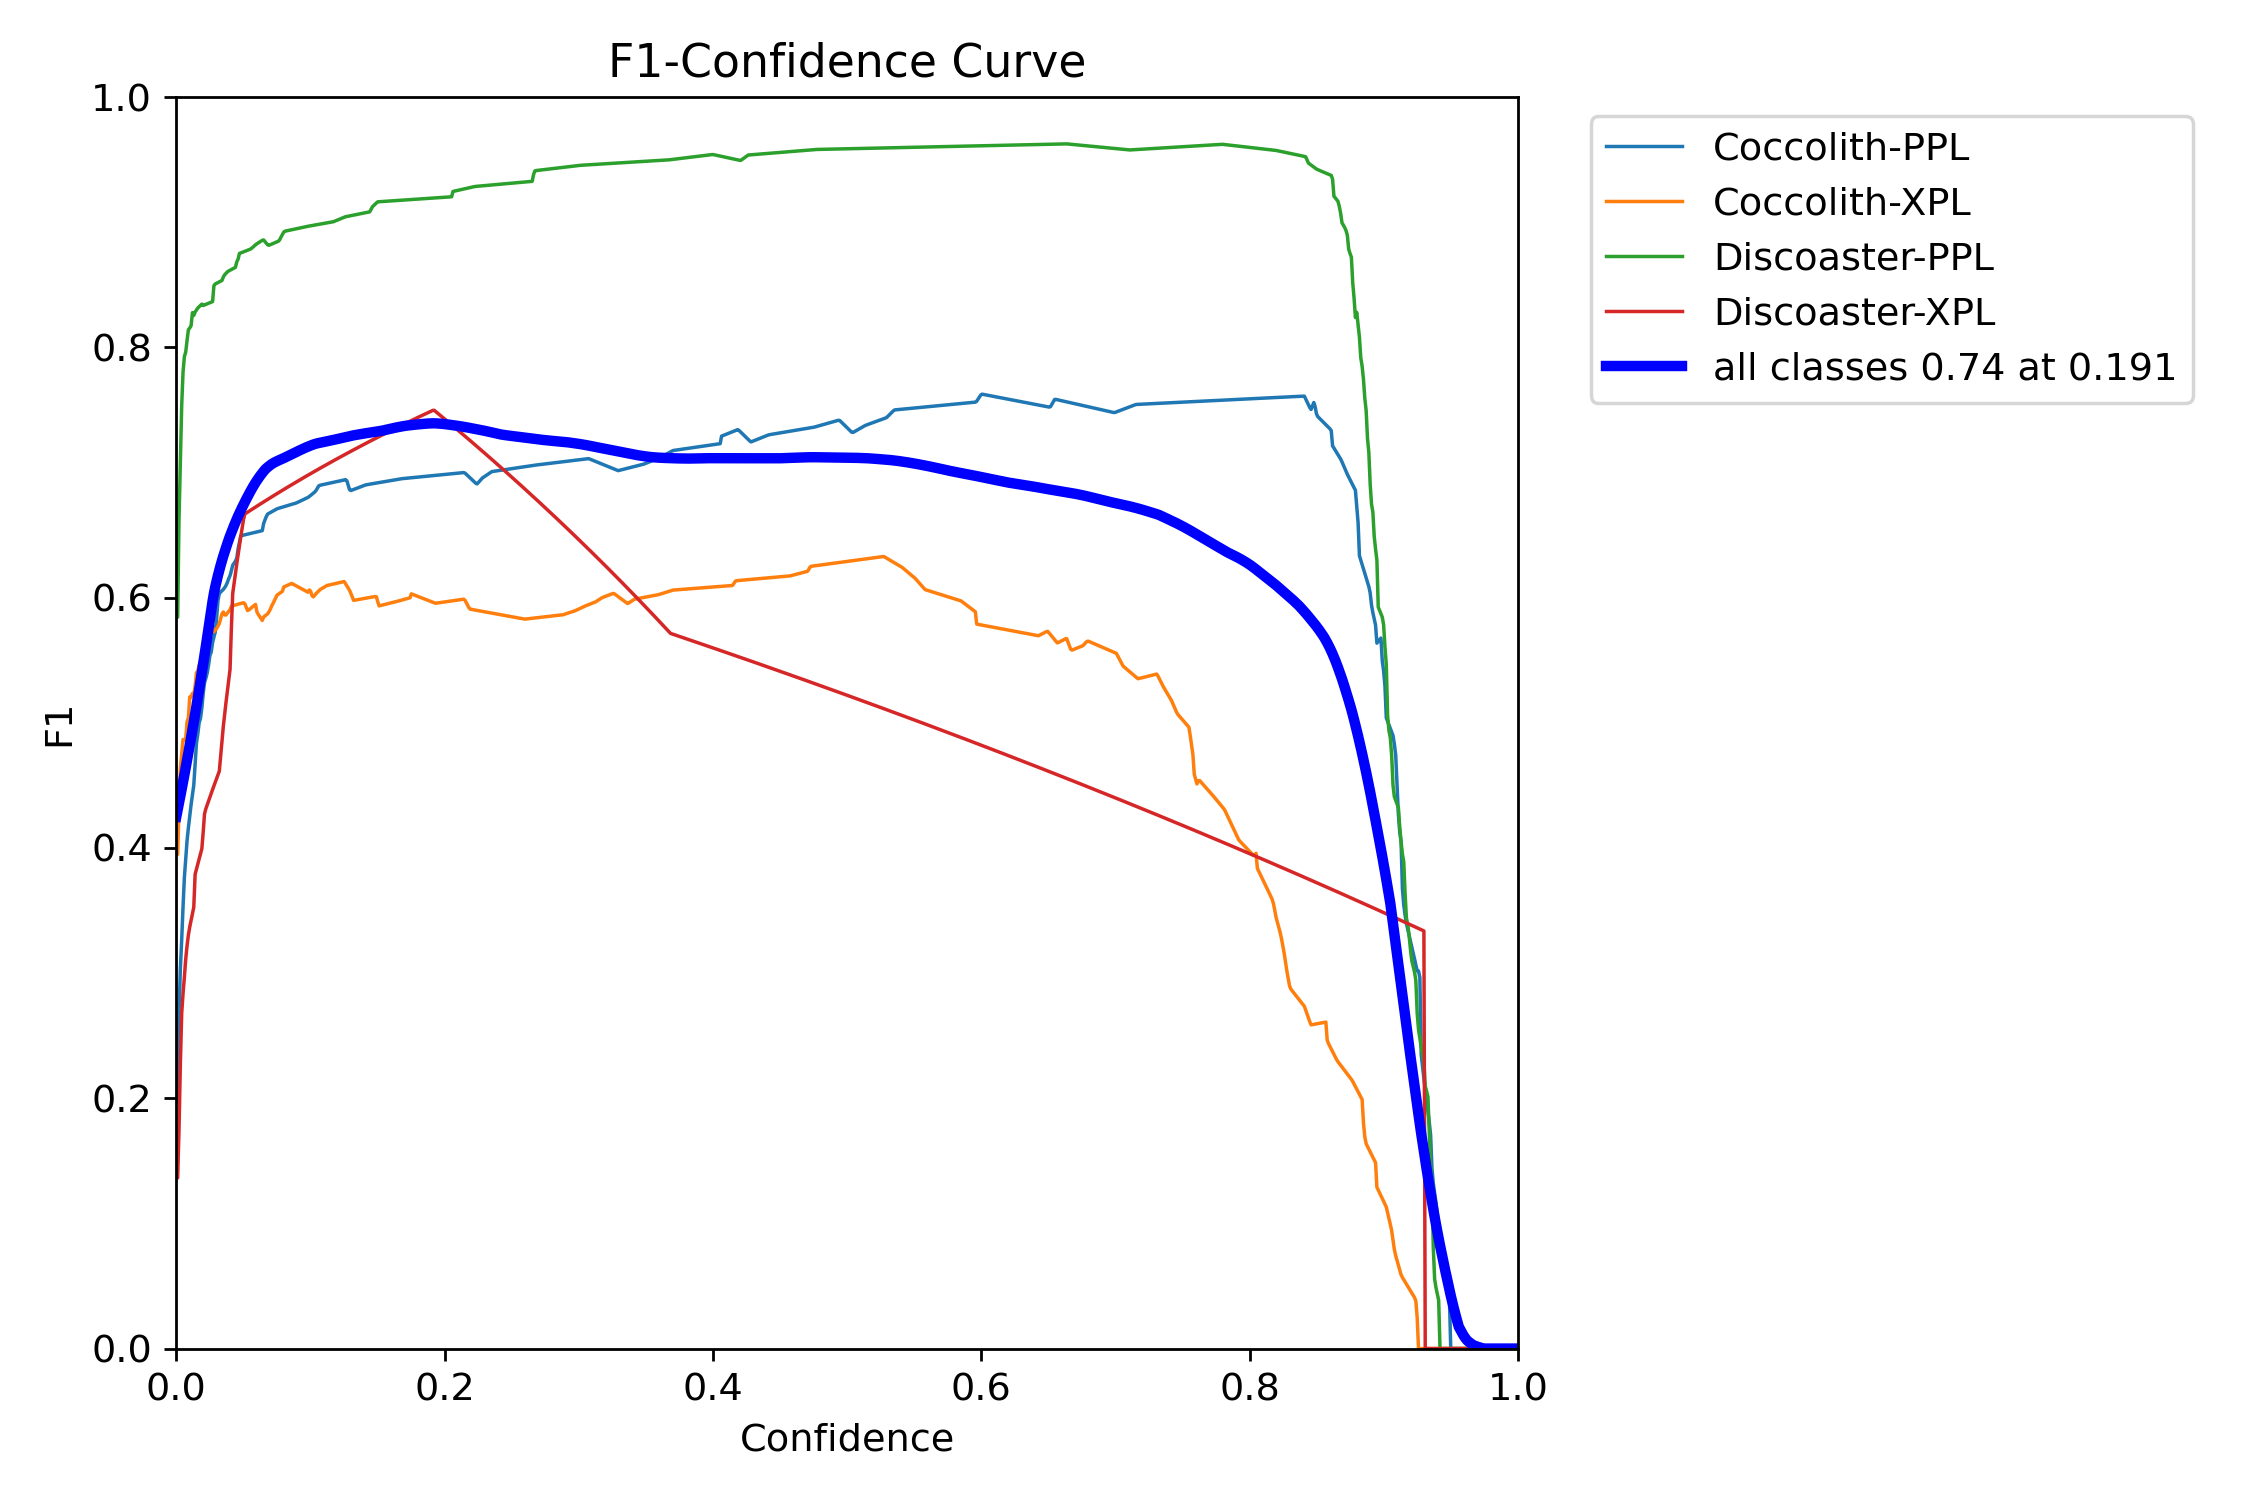 F1-Confidence Curve
1.0
0.8
0.6
0.4
0.2
0.0
F1
0.0 0.2 0.4 0.6 0.8 1.0
Confidence
Coccolith-PPL
Coccolith-XPL
Discoaster-PPL
Discoaster-XPL
all classes 0.74 at 0.191